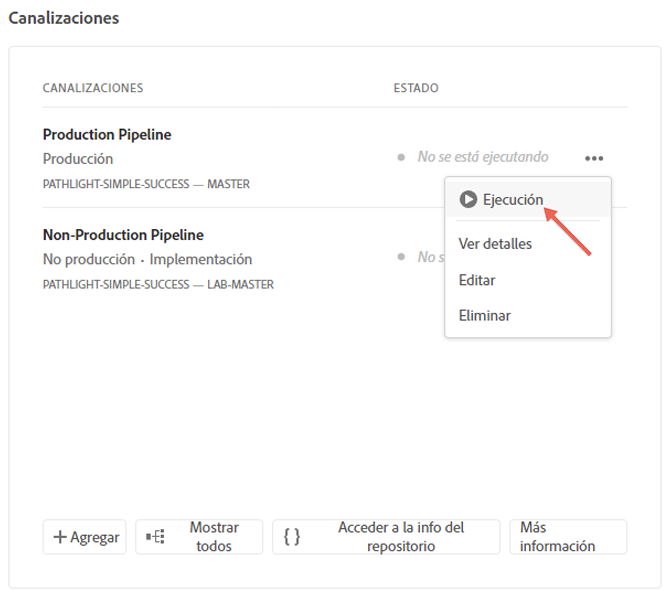 Canalizaciones
CANALIZACIONES ESTADO
Production Pipeline
Producción No se está ejecutando
PATHLIGHT-SIMPLE-SUCCESS — MASTER
Ejecución
Non-Production Pipeline
Ver detalles
No producción · Implementación No s
Editar
PATHLIGHT-SIMPLE-SUCCESS — LAB-MASTER
Eliminar
Agregar
Mostrar
todos
{ }
Acceder a la info del
repositorio
Más
información